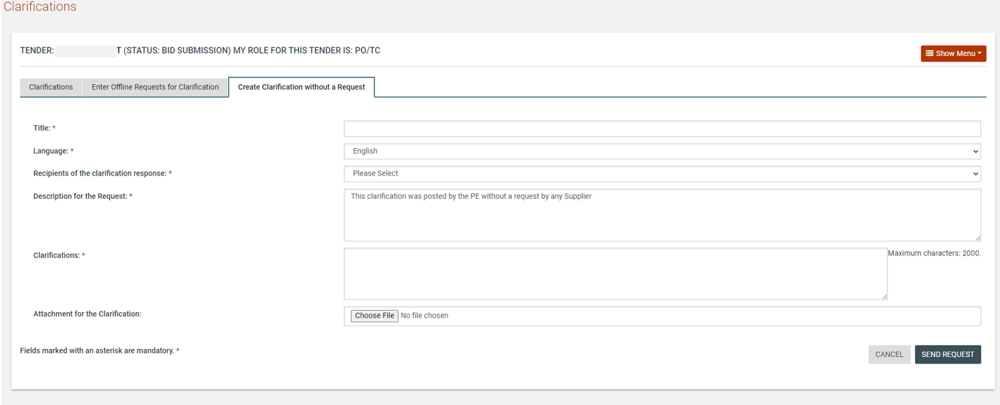 Clarifications
TENDER: T (STATUS: BID SUBMISSION) MY ROLE FOR THIS TENDER IS: PO/TC
Show Menu
Clarifications
Enter Offline Requests for Clarification
Create Clarification without a Request
Title: *
Language: *
English
Recipients of the clarification response: *
Please Select
Description for the Request: *
This clarification was posted by the PE without a request by any Supplier
Clarifications: *
Maximum characters: 2000.
Attachment for the Clarification:
Choose File No file chosen
Fields marked with an asterisk are mandatory. *
CANCEL
SEND REQUEST